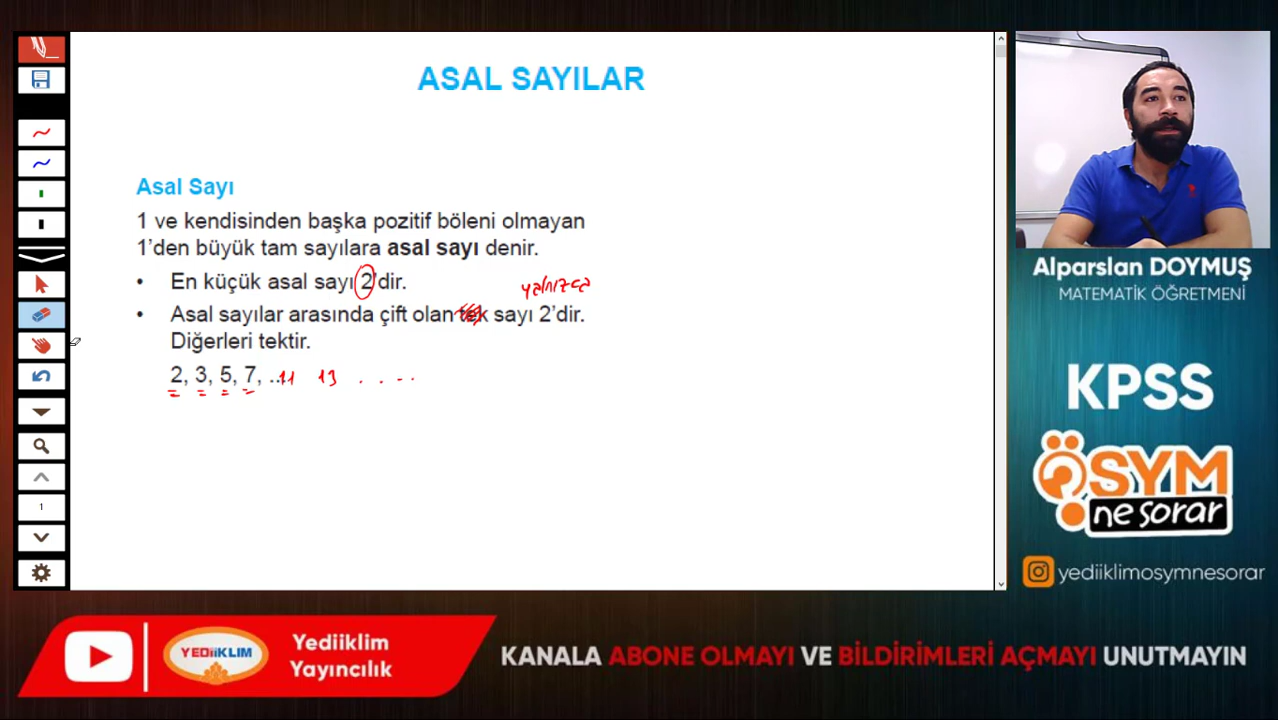 ASAL SAYILAR
Asal Sayı
1 ve kendisinden başka pozitif böleni olmayan
1'den büyük tam sayılara asal sayı denir.
• En küçük asal sayı 2'dir.
yalnızca
• Asal sayılar arasında çift olan tek sayı 2'dir.
Diğerleri tektir.
2, 3, 5, 7, ... 11 13 . . . .
1
Alparslan DOYMUŞ
MATEMATİK ÖĞRETMENİ
KPSS
ÖSYM
ne sorar
yediiklimosymnesorar
YEDİİKLİM
Yediiklim
Yayıncılık
KANALA ABONE OLMAYI VE BİLDİRİMLERİ AÇMAYI UNUTMAYIN